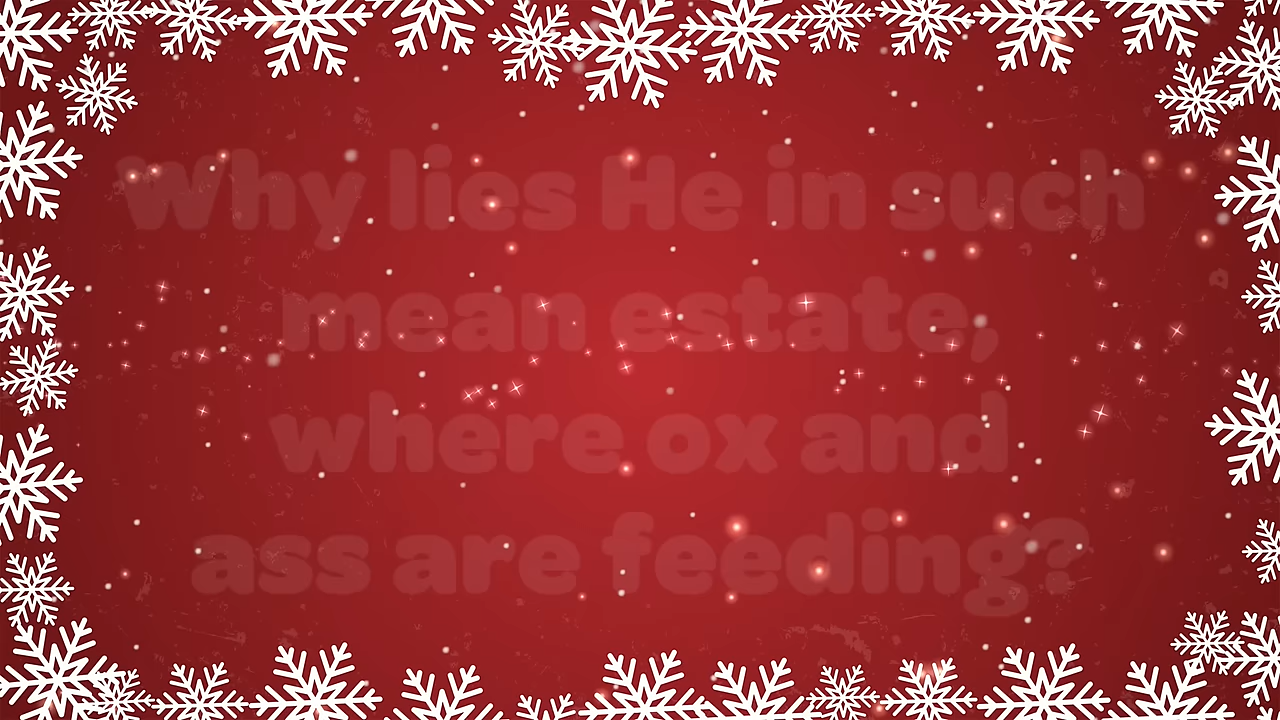 Why lies He in such
mean estate,
where ox and
ass are feeding?